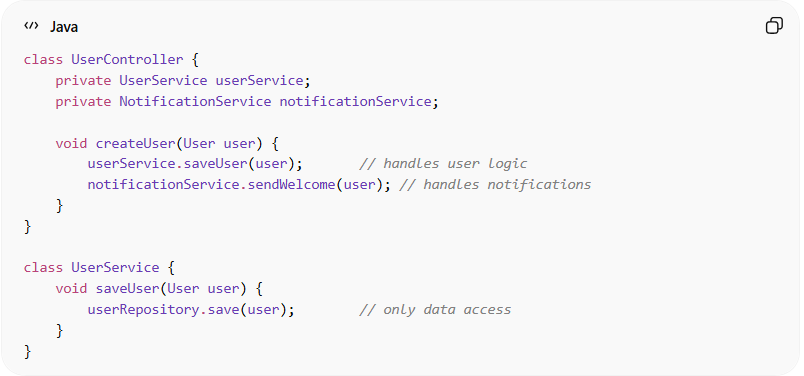 </> Java
class UserController {
    private UserService userService;
    private NotificationService notificationService;

    void createUser(User user) {
        userService.saveUser(user);       // handles user logic
        notificationService.sendWelcome(user); // handles notifications
    }
}

class UserService {
    void saveUser(User user) {
        userRepository.save(user);        // only data access
    }
}